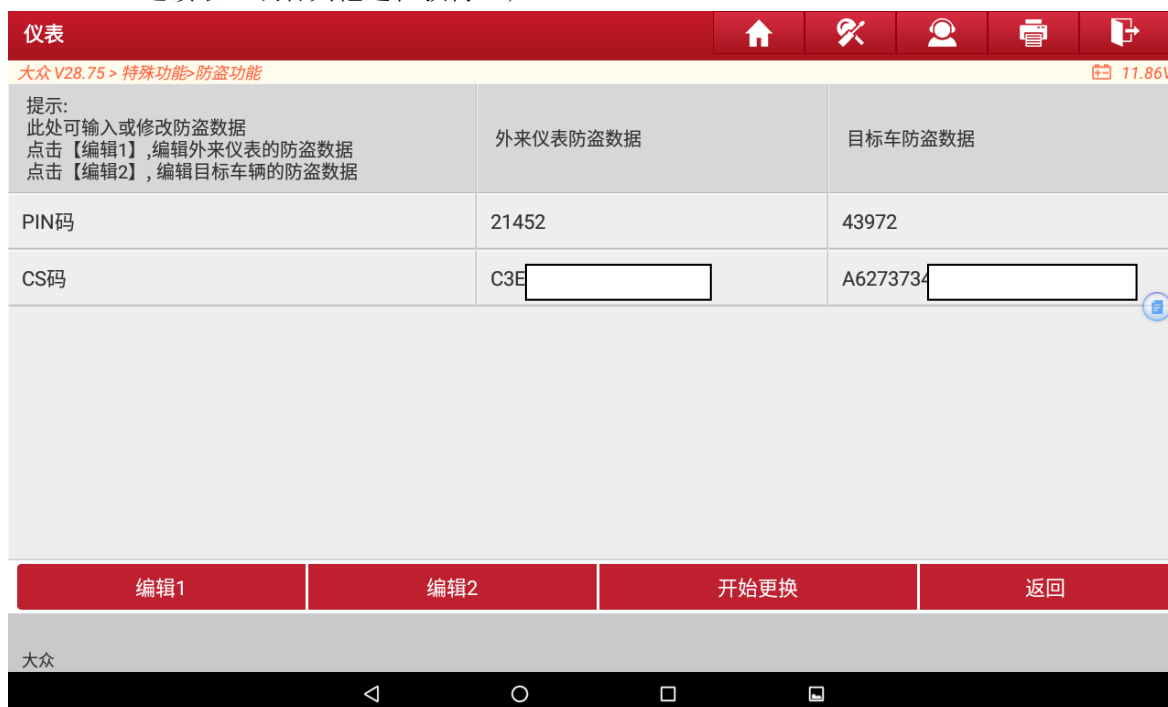 仪表
大众 V28.75 > 特殊功能>防盗功能
11.86V
提示:
此处可输入或修改防盗数据
点击【编辑1】,编辑外来仪表的防盗数据
点击【编辑2】, 编辑目标车辆的防盗数据
外来仪表防盗数据
目标车防盗数据
PIN码
21452
43972
CS码
C3E
A6273734
编辑1
编辑2
开始更换
返回
大众